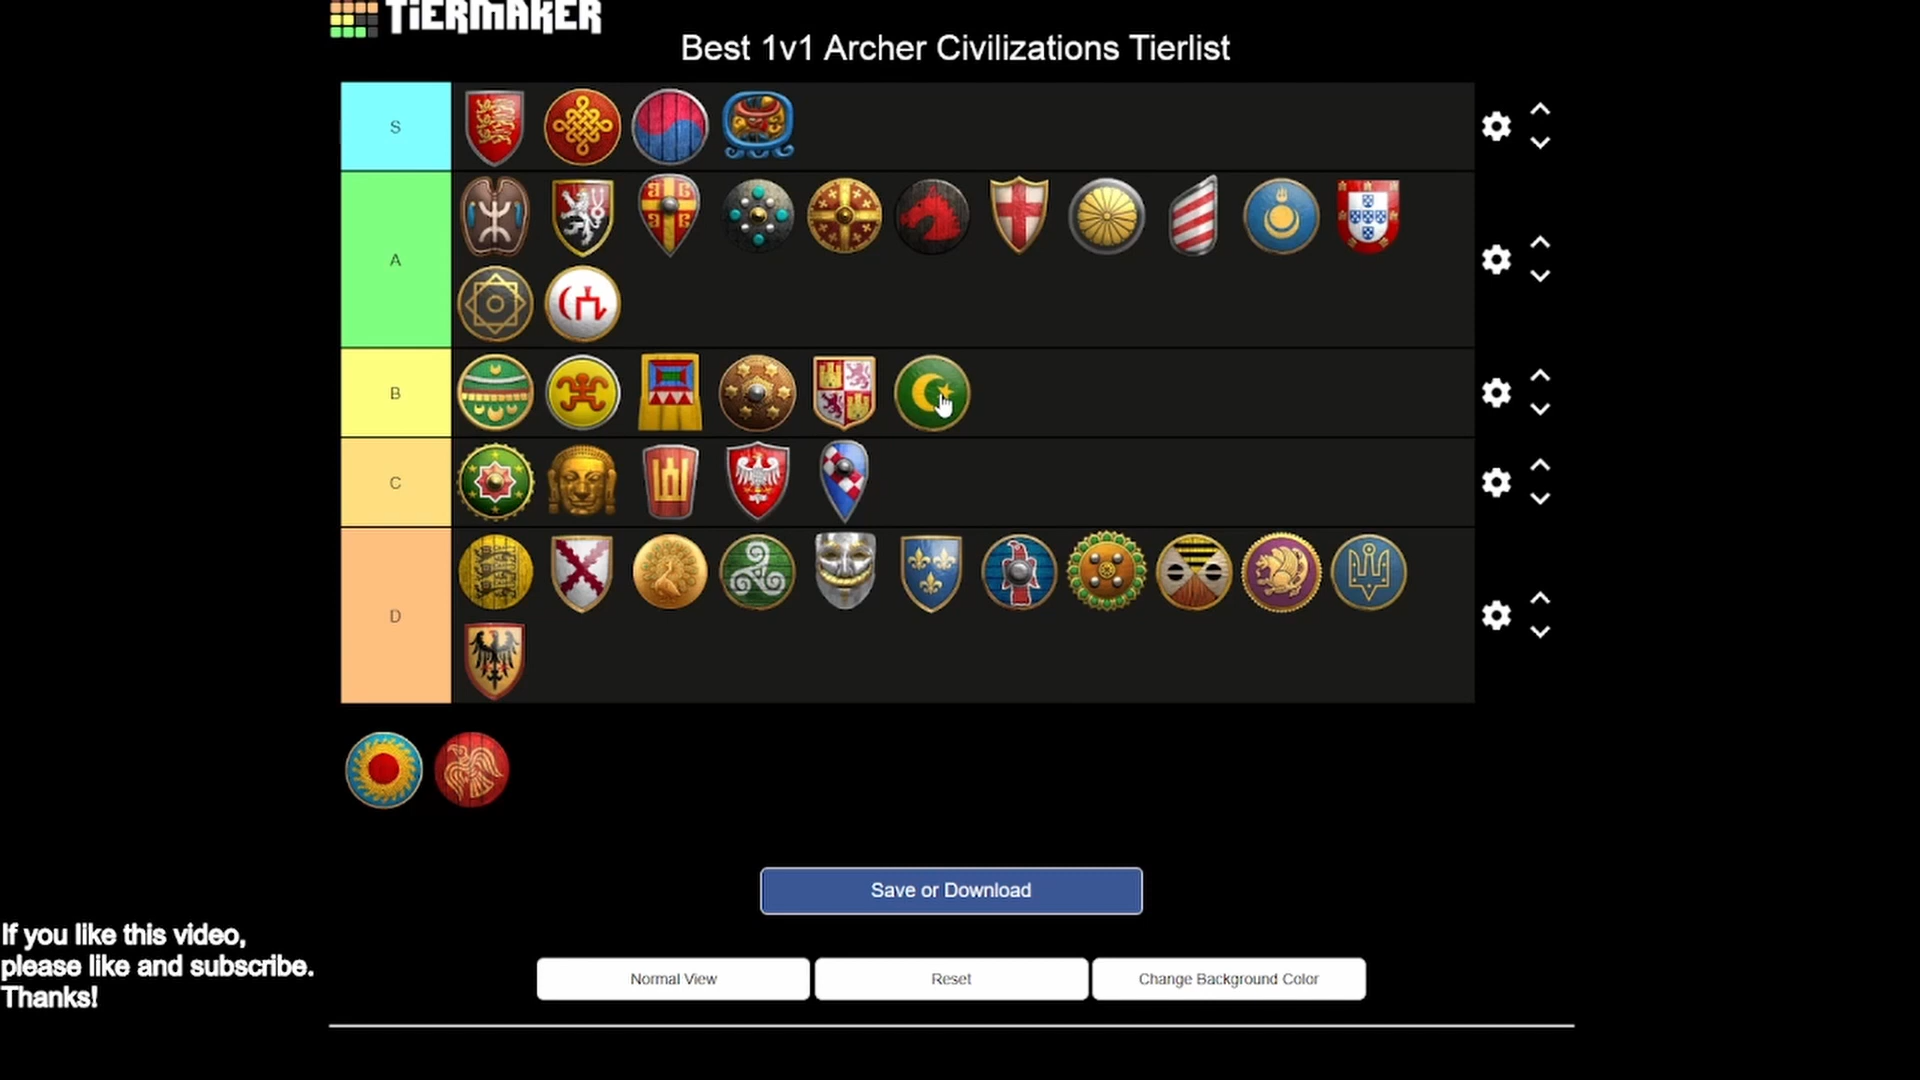 TiERMAKER
Best 1v1 Archer Civilizations Tierlist
S
A
B
C
D
Save or Download
If you like this video,
please like and subscribe.
Thanks!
Normal View
Reset
Change Background Color